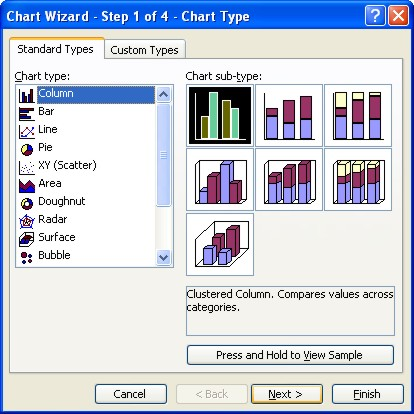 Chart Wizard - Step 1 of 4 - Chart Type
Standard Types
Custom Types
Chart type:
Column
Bar
Line
Pie
XY (Scatter)
Area
Doughnut
Radar
Surface
Bubble
Chart sub-type:
Clustered Column. Compares values across
categories.
Press and Hold to View Sample
Cancel
< Back
Next >
Finish